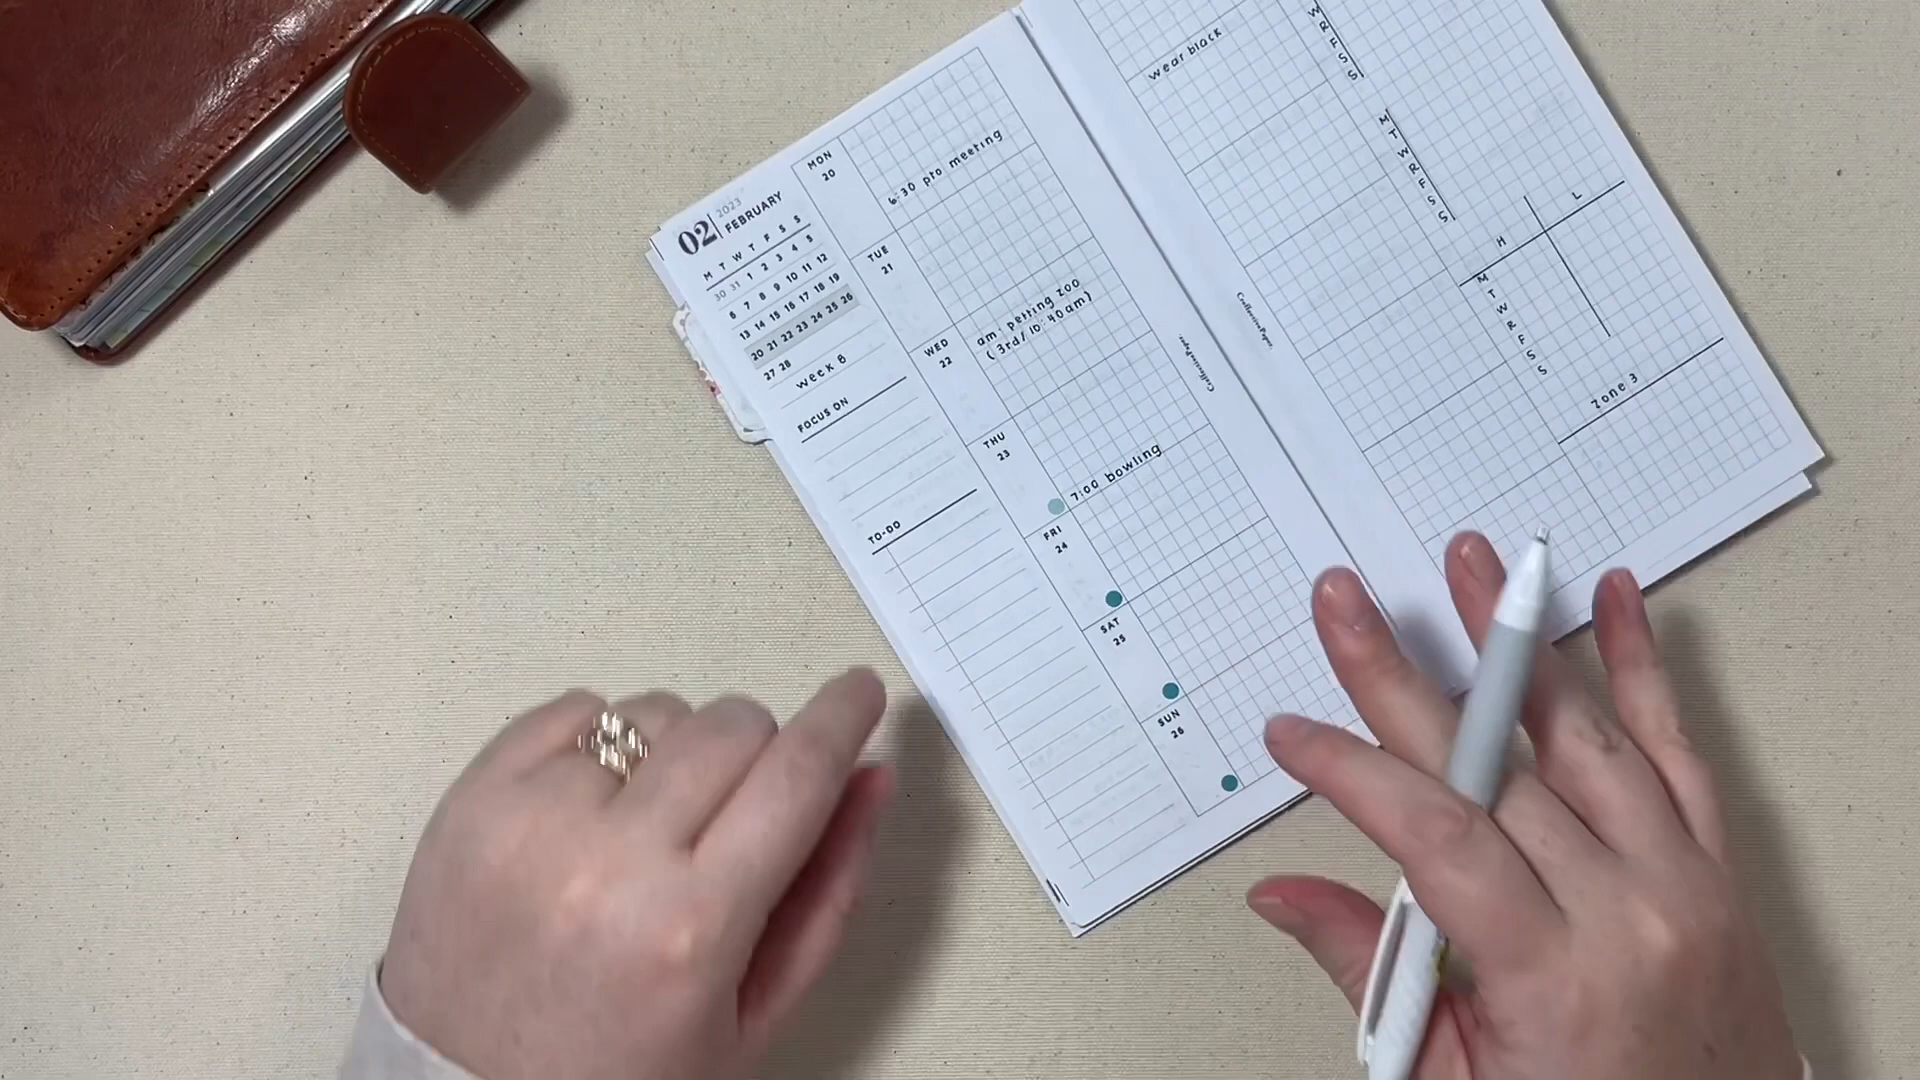 02 2023
FEBRUARY
M T W T F S S
30 31 1 2 3 4 5
6 7 8 9 10 11 12
13 14 15 16 17 18 19
20 21 22 23 24 25 26
27 28
week 8
FOCUS ON
TO-DO
MON
20
6:30 pto meeting
TUE
21
WED
22
am: petting zoo
(3rd/10:40am)
THU
23
7:00 bowling
FRI
24
SAT
25
SUN
26
wear black
W
R
F
S
S
M
T
W
R
F
S
S
H L
M
T
W
R
F
S
S
Zone 3